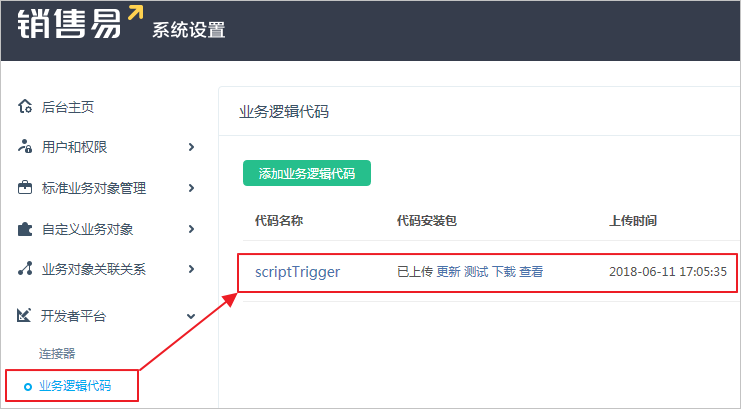 销售易 系统设置
后台主页
用户和权限
标准业务对象管理
自定义业务对象
业务对象关联关系
开发者平台
连接器
业务逻辑代码
业务逻辑代码
添加业务逻辑代码
代码名称 代码安装包 上传时间
scriptTrigger 已上传 更新 测试 下载 查看 2018-06-11 17:05:35